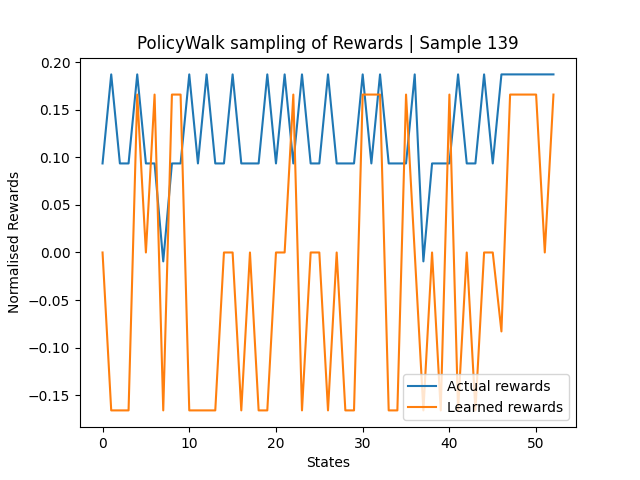 PolicyWalk sampling of Rewards | Sample 139
Normalised Rewards
0.20
0.15
0.10
0.05
0.00
−0.05
−0.10
−0.15
0 10 20 30 40 50
States
Actual rewards
Learned rewards